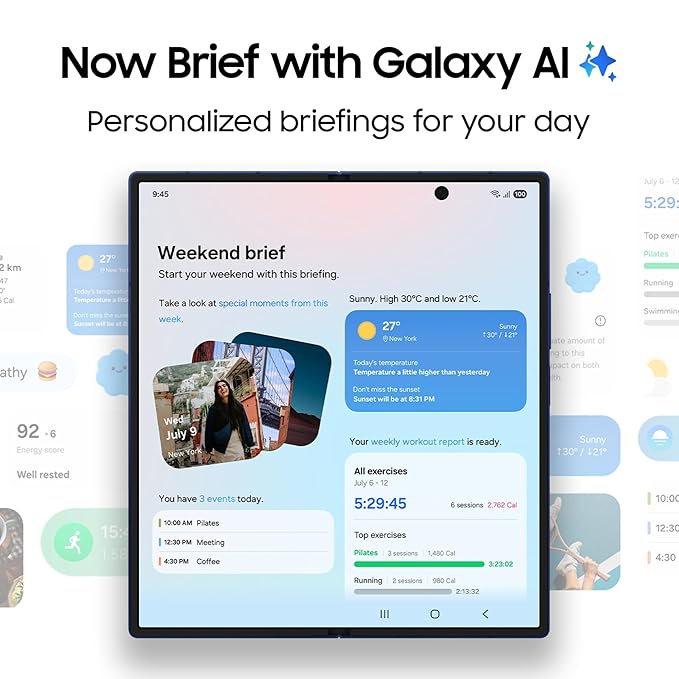 Now Brief with Galaxy AI
Personalized briefings for your day
9:45
100
Weekend brief
Start your weekend with this briefing.
Take a look at special moments from this
week.
Wed
July 9
New York
You have 3 events today.
10:00 AM Pilates
12:30 PM Meeting
4:30 PM Coffee
Sunny. High 30°C and low 21°C.
27°
New York
Sunny
↑30° / ↓21°
Today's temperature
Temperature a little higher than yesterday
Don't miss the sunset
Sunset will be at 8:31 PM
Your weekly workout report is ready.
All exercises
July 6 - 12
5:29:45
6 sessions 2,762 Cal
Top exercises
Pilates 3 sessions 1,480 Cal
3:23:02
Running 2 sessions 980 Cal
2:13:32
2 km
Cal
27°
New York
Today's temperature
Temperature a little
Don't miss the sunset
Sunset will be at 8:31
athy
92 • 6
Energy score
Well rested
15:4
July 6 - 12
5:29:
Top exerc
Pilates
Running
Swimming
ate amount of
ng to this
pact on both
lth.
Sunny
↑30° / ↓21°
10:00
12:30
4:30